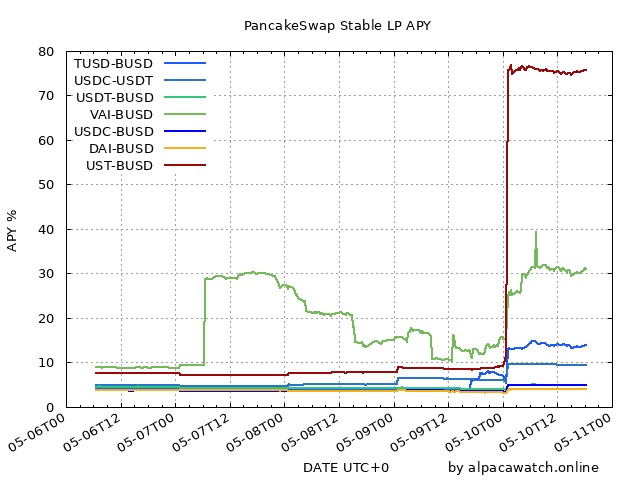 PancakeSwap Stable LP APY
80
70
60
50
40
30
20
10
0
APY %
TUSD-BUSD
USDC-USDT
USDT-BUSD
VAI-BUSD
USDC-BUSD
DAI-BUSD
UST-BUSD
05-06T00
05-06T12
05-07T00
05-07T12
05-08T00
05-08T12
05-09T00
05-09T12
05-10T00
05-10T12
05-11T00
DATE UTC+0
by alpacawatch.online